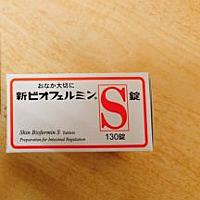 おなか大切に
新ビオフェルミン® S 錠
Shin Biofermin S Tablets
Preparation for Intestinal Regulation
130錠